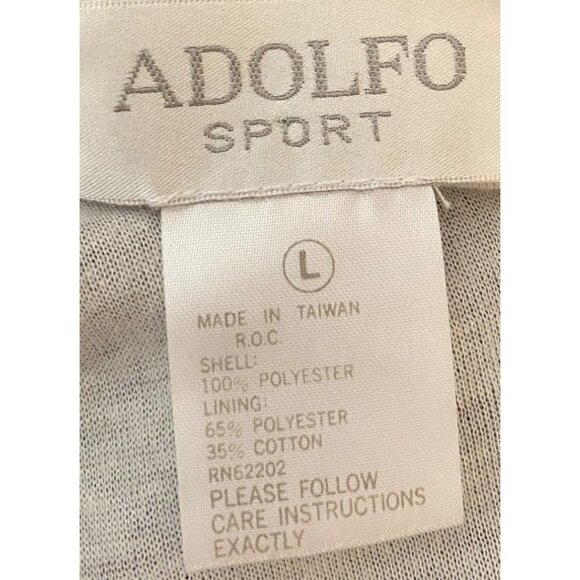 ADOLFO
SPORT
L
MADE IN TAIWAN
R.O.C.
SHELL:
100% POLYESTER
LINING:
65% POLYESTER
35% COTTON
RN62202
PLEASE FOLLOW
CARE INSTRUCTIONS
EXACTLY